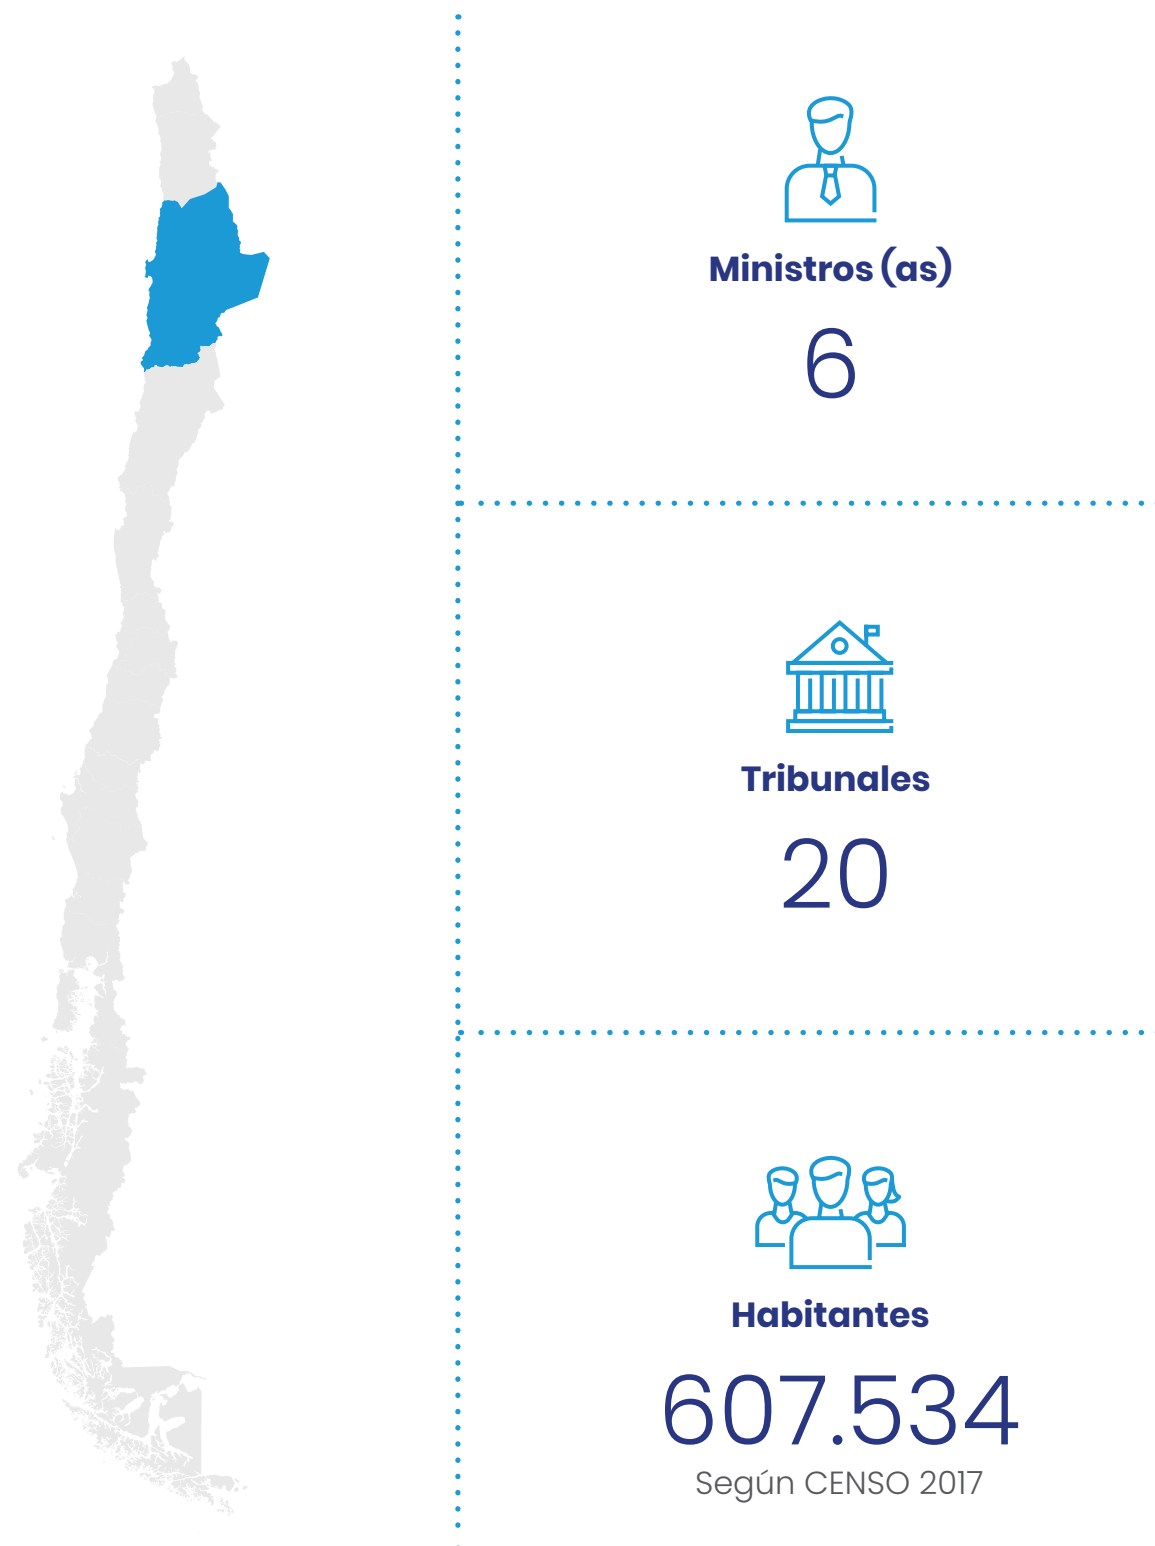 Ministros (as)
6
Tribunales
20
Habitantes
607.534
Según CENSO 2017